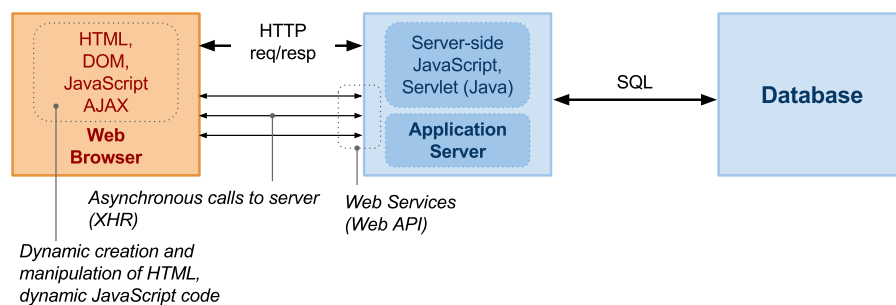 HTML,
DOM,
JavaScript
AJAX
Web
Browser
HTTP
req/resp
Server-side
JavaScript,
Servlet (Java)
Application
Server
SQL
Database
Asynchronous calls to server
(XHR)
Web Services
(Web API)
Dynamic creation and
manipulation of HTML,
dynamic JavaScript code